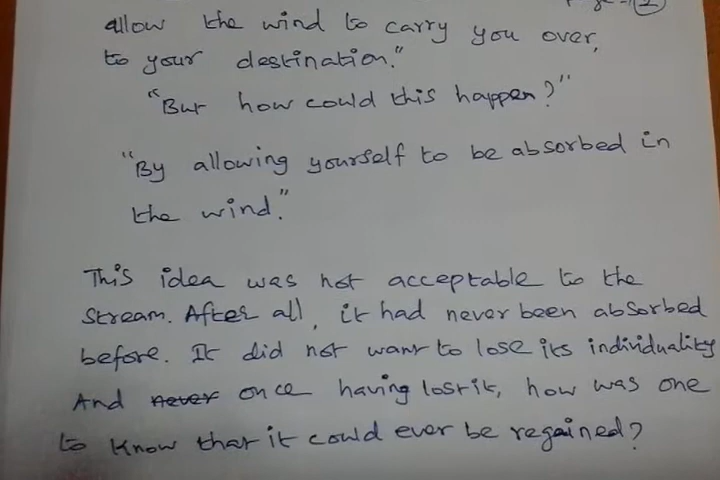 allow the wind to carry you over,
to your destination."
"But how could this happen?"
"By allowing yourself to be absorbed in
the wind."
This idea was not acceptable to the
stream. After all, it had never been absorbed
before. It did not want to lose its individuality
And never once having lost it, how was one
to know that it could ever be regained?